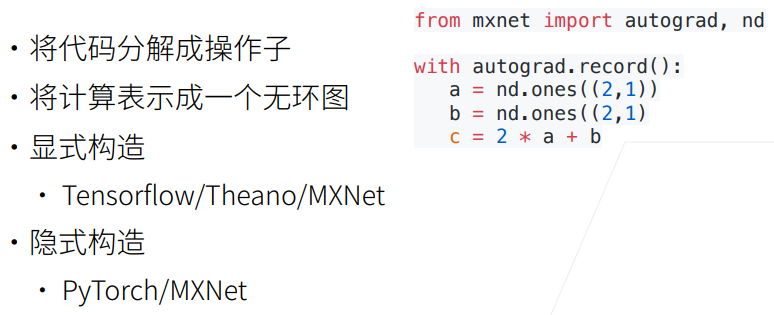 • 将代码分解成操作子
• 将计算表示成一个无环图
• 显式构造
• Tensorflow/Theano/MXNet
• 隐式构造
• PyTorch/MXNet
from mxnet import autograd, nd
with autograd.record():
a = nd.ones((2,1))
b = nd.ones((2,1)
c = 2 * a + b